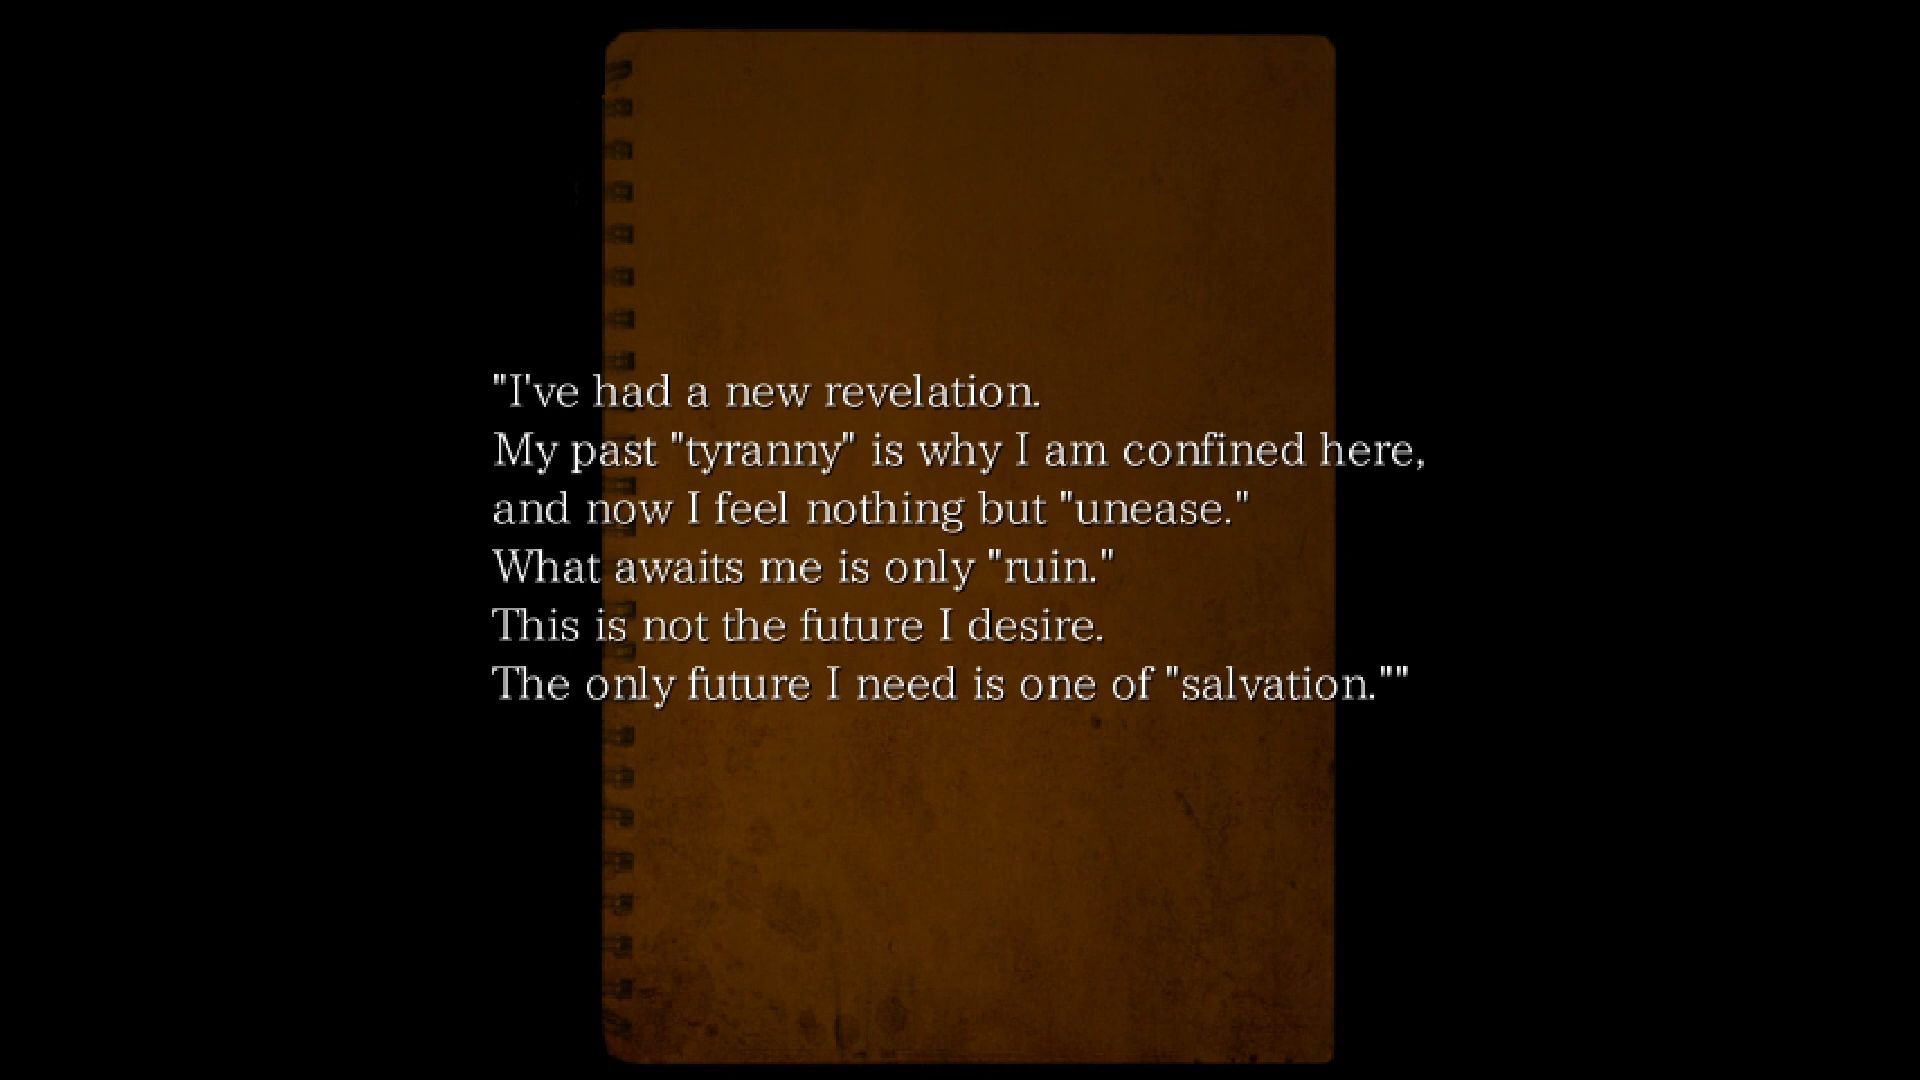 "I've had a new revelation.
My past "tyranny" is why I am confined here,
and now I feel nothing but "unease."
What awaits me is only "ruin."
This is not the future I desire.
The only future I need is one of "salvation.""